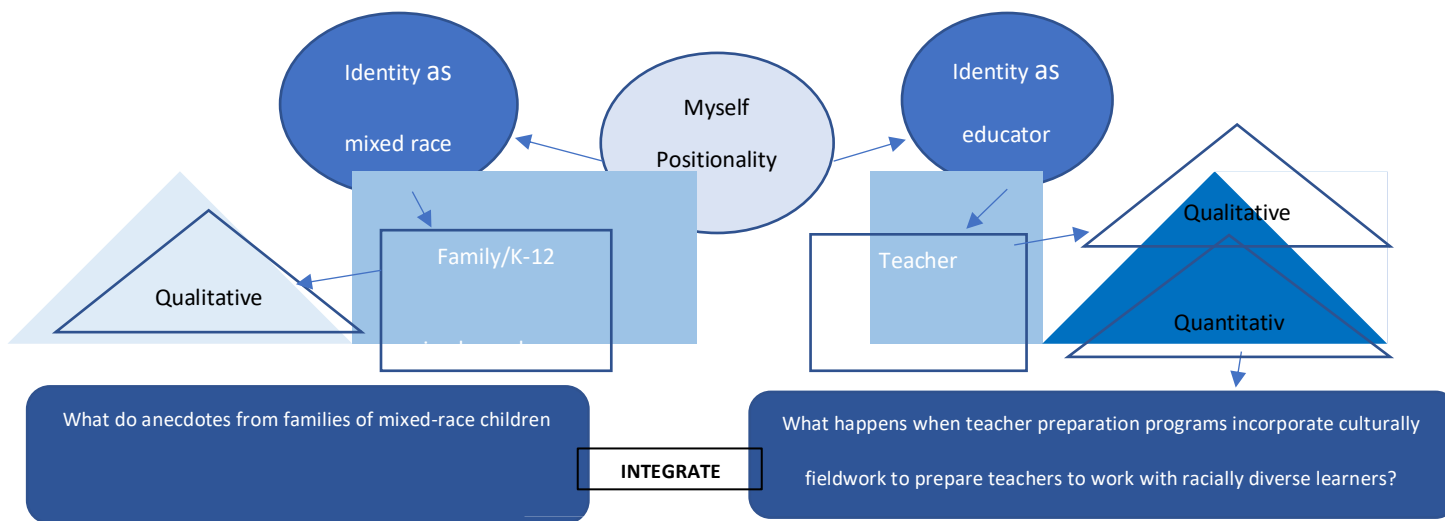 Identity as
mixed race
Myself
Positionality
Identity as
educator
Family/K-12
Qualitative
Teacher
Qualitative
Quantitativ
What do anecdotes from families of mixed-race children
INTEGRATE
What happens when teacher preparation programs incorporate culturally
fieldwork to prepare teachers to work with racially diverse learners?